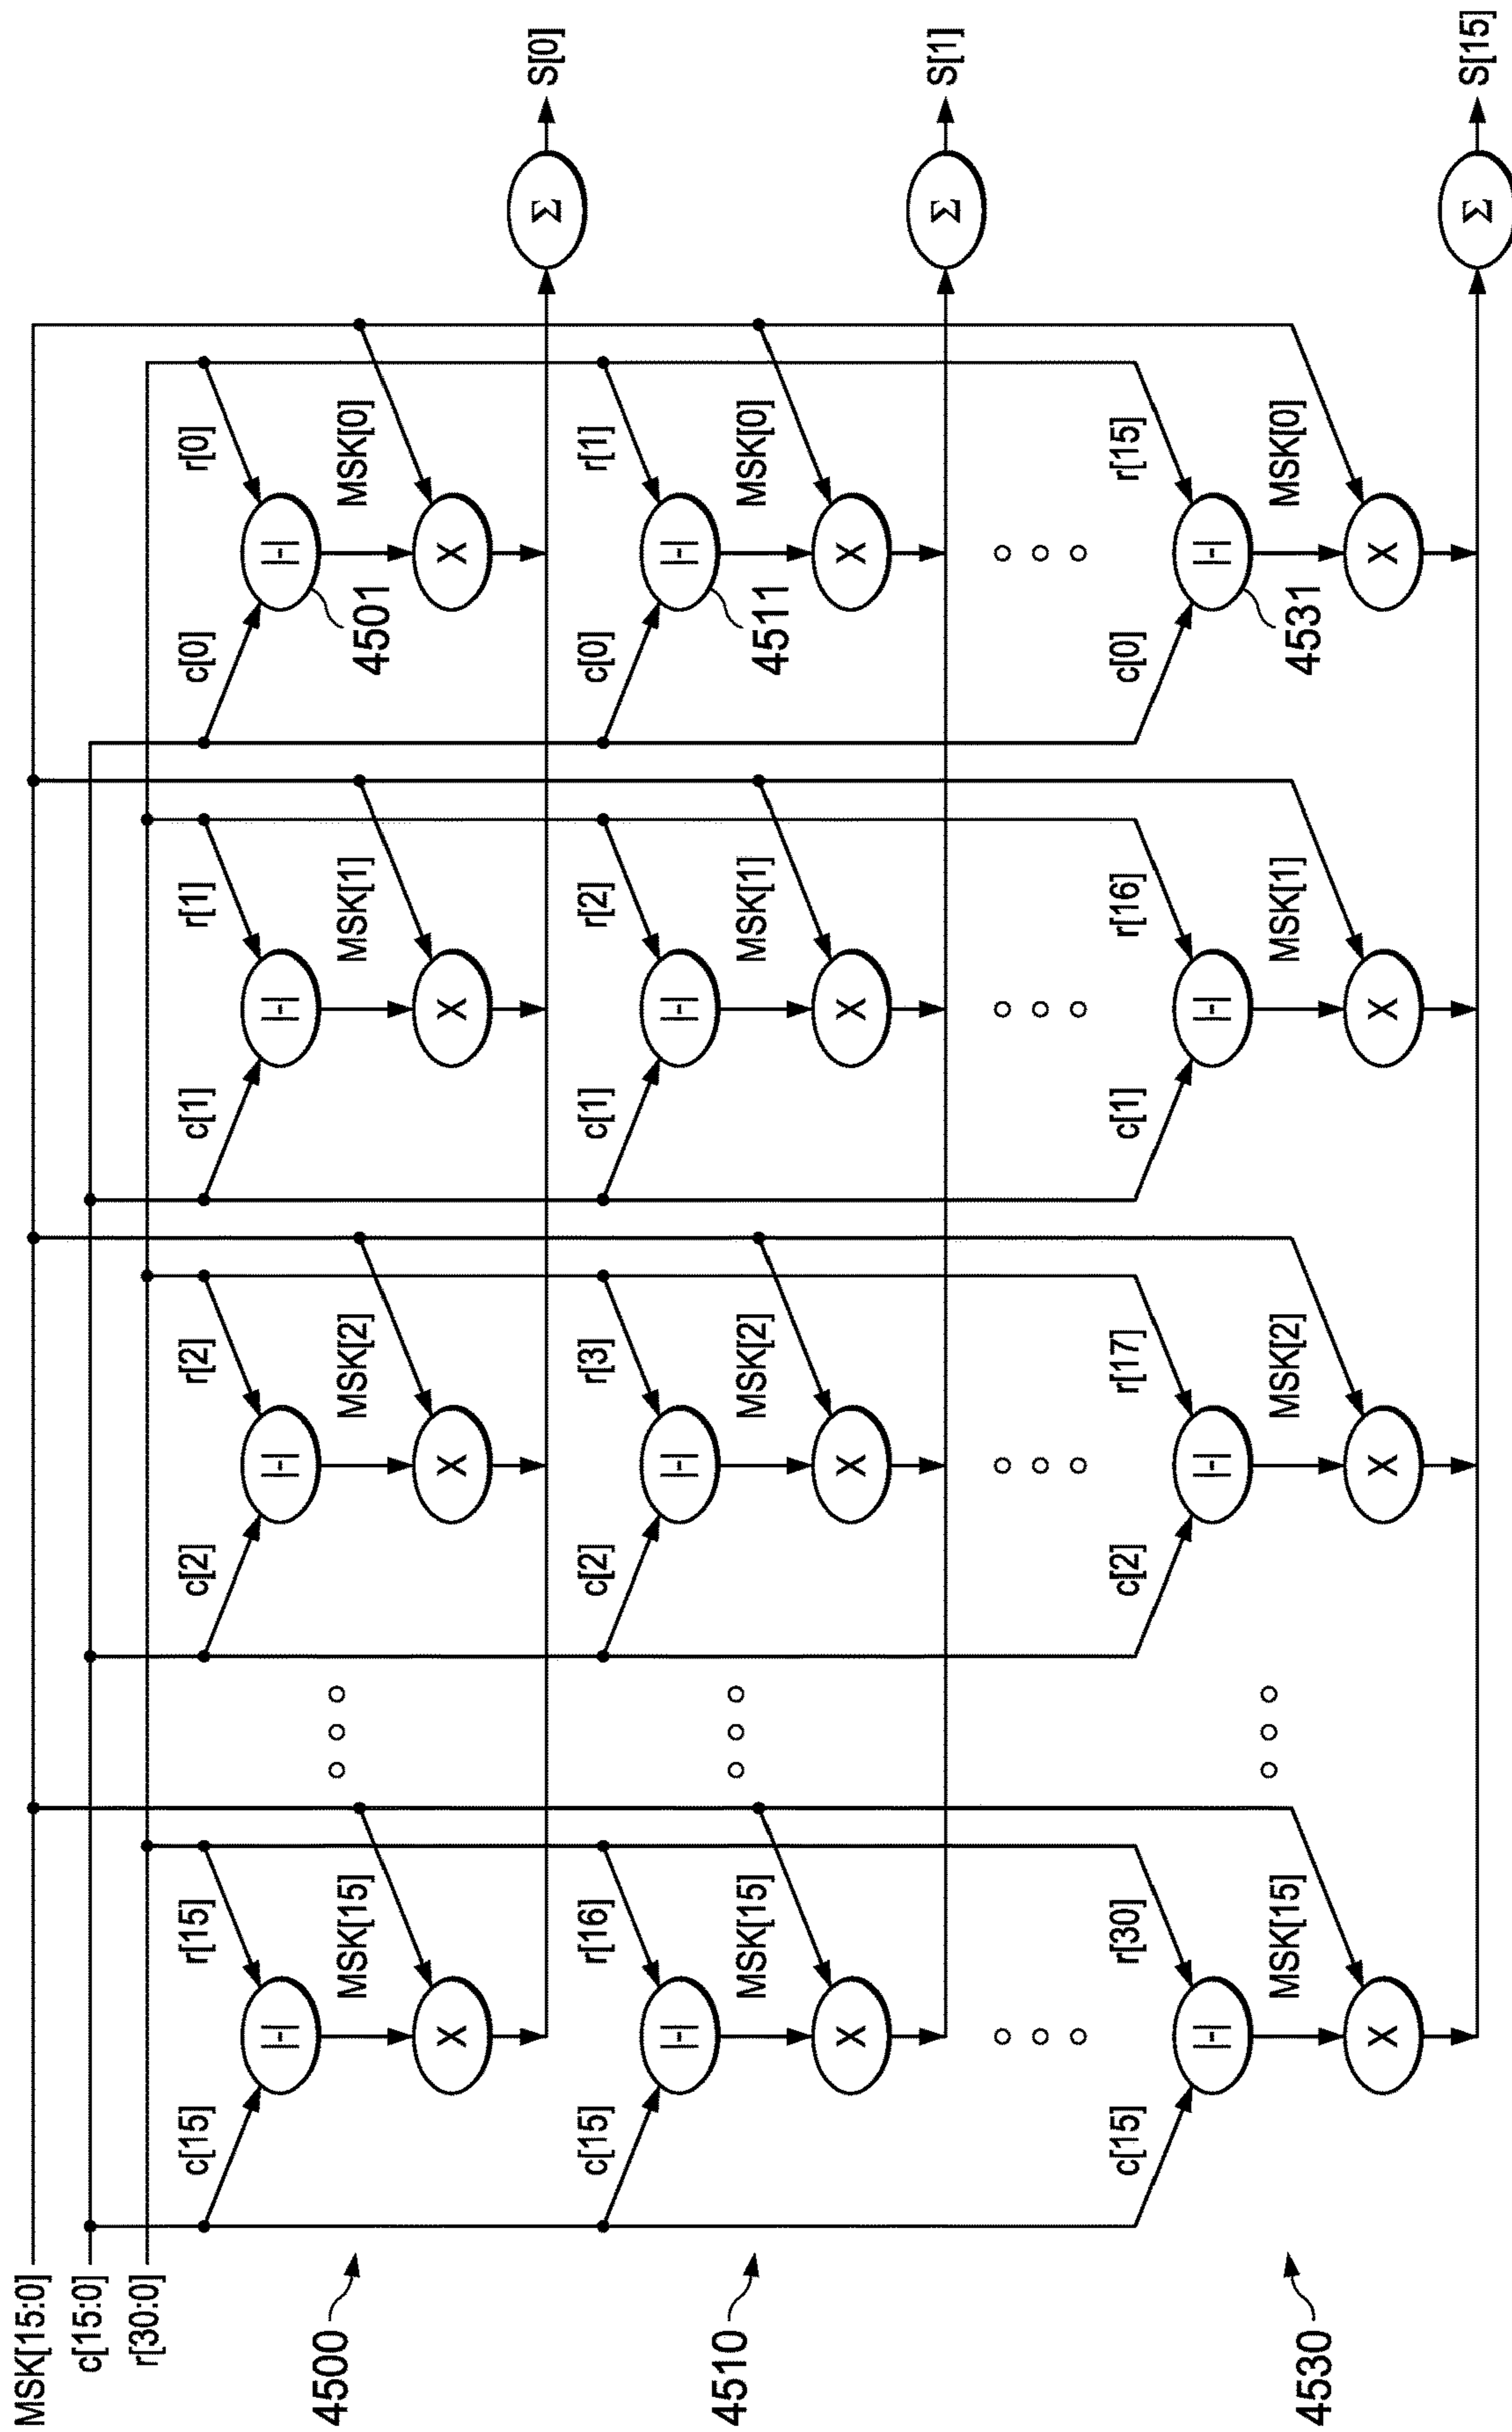 MSK[15:0]
c[15:0]
r[30:0]
4500
c[15] r[15] c[2] r[2] c[1] r[1] c[0] r[0]
|-| |-| |-| |-|
4501
MSK[15] MSK[2] MSK[1] MSK[0]
X X X X
Σ S[0]
4510
c[15] r[16] c[2] r[3] c[1] r[2] c[0] r[1]
|-| |-| |-| |-|
4511
MSK[15] MSK[2] MSK[1] MSK[0]
X X X X
Σ S[1]
4530
c[15] r[30] c[2] r[17] c[1] r[16] c[0] r[15]
|-| |-| |-| |-|
4531
MSK[15] MSK[2] MSK[1] MSK[0]
X X X X
Σ S[15]